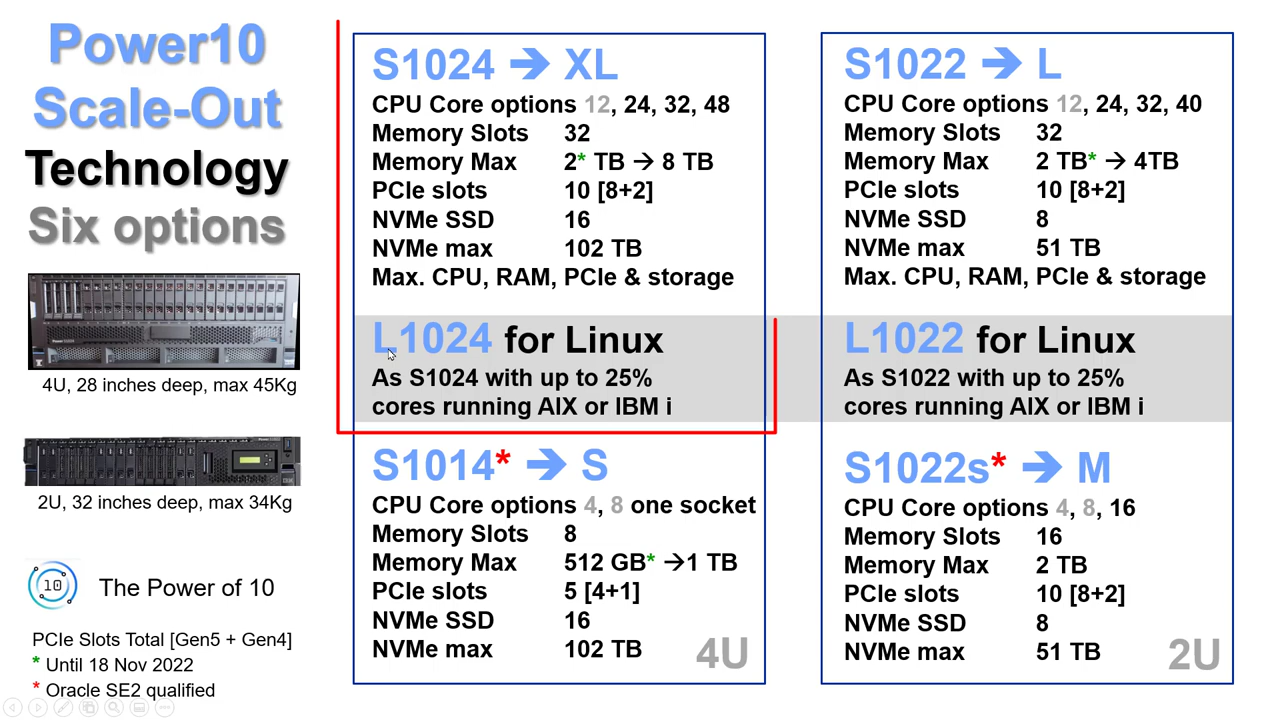 Power10
Scale-Out
Technology
Six options
4U, 28 inches deep, max 45Kg
2U, 32 inches deep, max 34Kg
10
The Power of 10
PCIe Slots Total [Gen5 + Gen4]
* Until 18 Nov 2022
* Oracle SE2 qualified
S1024 → XL
CPU Core options 12, 24, 32, 48
Memory Slots 32
Memory Max 2* TB → 8 TB
PCIe slots 10 [8+2]
NVMe SSD 16
NVMe max 102 TB
Max. CPU, RAM, PCIe & storage
L1024 for Linux
As S1024 with up to 25%
cores running AIX or IBM i
S1014* → S
CPU Core options 4, 8 one socket
Memory Slots 8
Memory Max 512 GB* →1 TB
PCIe slots 5 [4+1]
NVMe SSD 16
NVMe max 102 TB
4U
S1022 → L
CPU Core options 12, 24, 32, 40
Memory Slots 32
Memory Max 2 TB* → 4TB
PCIe slots 10 [8+2]
NVMe SSD 8
NVMe max 51 TB
Max. CPU, RAM, PCIe & storage
L1022 for Linux
As S1022 with up to 25%
cores running AIX or IBM i
S1022s* → M
CPU Core options 4, 8, 16
Memory Slots 16
Memory Max 2 TB
PCIe slots 10 [8+2]
NVMe SSD 8
NVMe max 51 TB
2U